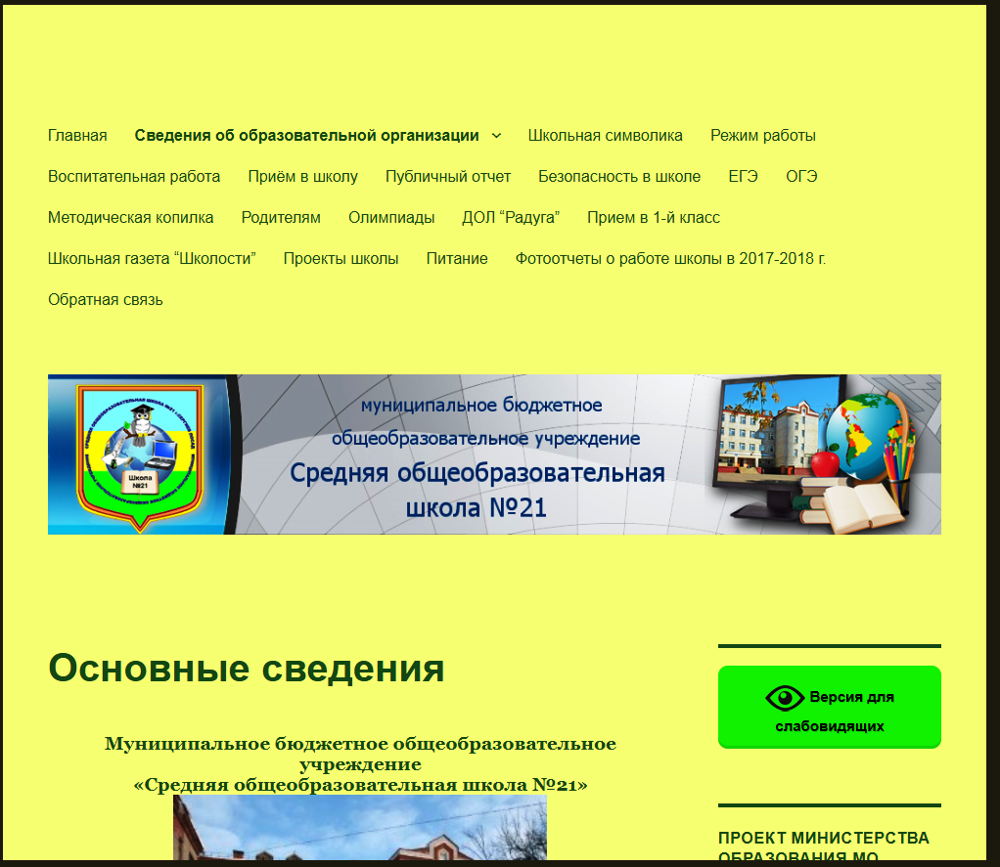 Главная Сведения об образовательной организации Школьная символика Режим работы
Воспитательная работа Приём в школу Публичный отчет Безопасность в школе ЕГЭ ОГЭ
Методическая копилка Родителям Олимпиады ДОЛ “Радуга” Прием в 1-й класс
Школьная газета “Школости” Проекты школы Питание Фотоотчеты о работе школы в 2017-2018 г.
Обратная связь
Школа
№21
муниципальное бюджетное
общеобразовательное учреждение
Средняя общеобразовательная
школа №21
Основные сведения
Муниципальное бюджетное общеобразовательное
учреждение
«Средняя общеобразовательная школа №21»
Версия для
слабовидящих
ПРОЕКТ МИНИСТЕРСТВА
ОБРАЗОВАНИЯ МО